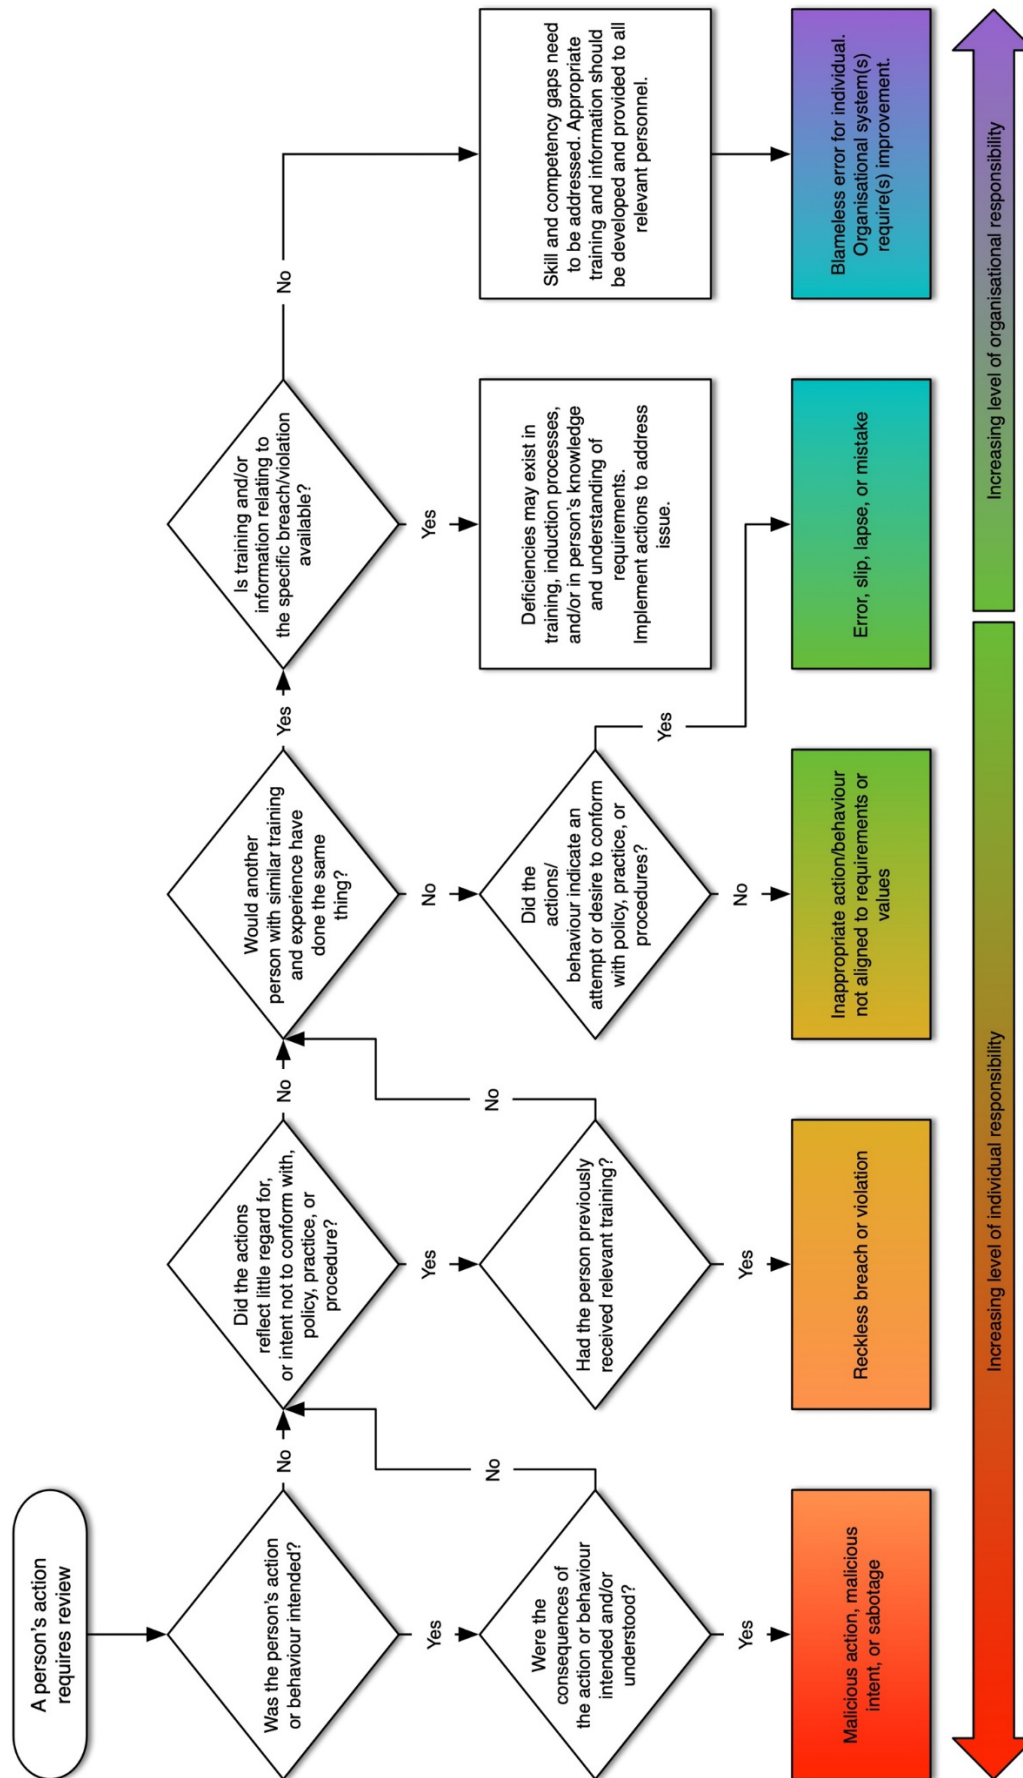 A person's action
requires review
Was the person's action
or behaviour intended?
No
Yes
Were the
consequences of
the action or behaviour
intended and/or
understood?
No
Yes
Malicious action, malicious
intent, or sabotage
Did the actions
reflect little regard for,
or intent not to conform with,
policy, practice, or
procedure?
No
Yes
Had the person previously
received relevant training?
No
Yes
Reckless breach or violation
Would another
person with similar training
and experience have
done the same
thing?
Yes
No
Did the
actions/
behaviour indicate an
attempt or desire to conform
with policy, practice, or
procedures?
Yes
No
Inappropriate action/behaviour
not aligned to requirements or
values
Is training and/or
information relating to
the specific breach/violation
available?
No
Yes
Deficiencies may exist in
training, induction processes,
and/or in person's knowledge
and understanding of
requirements.
Implement actions to address
issue.
Error, slip, lapse, or mistake
Skill and competency gaps need
to be addressed. Appropriate
training and information should
be developed and provided to all
relevant personnel.
Blameless error for individual.
Organisational system(s)
require(s) improvement.
Increasing level of individual responsibility
Increasing level of organisational responsibility